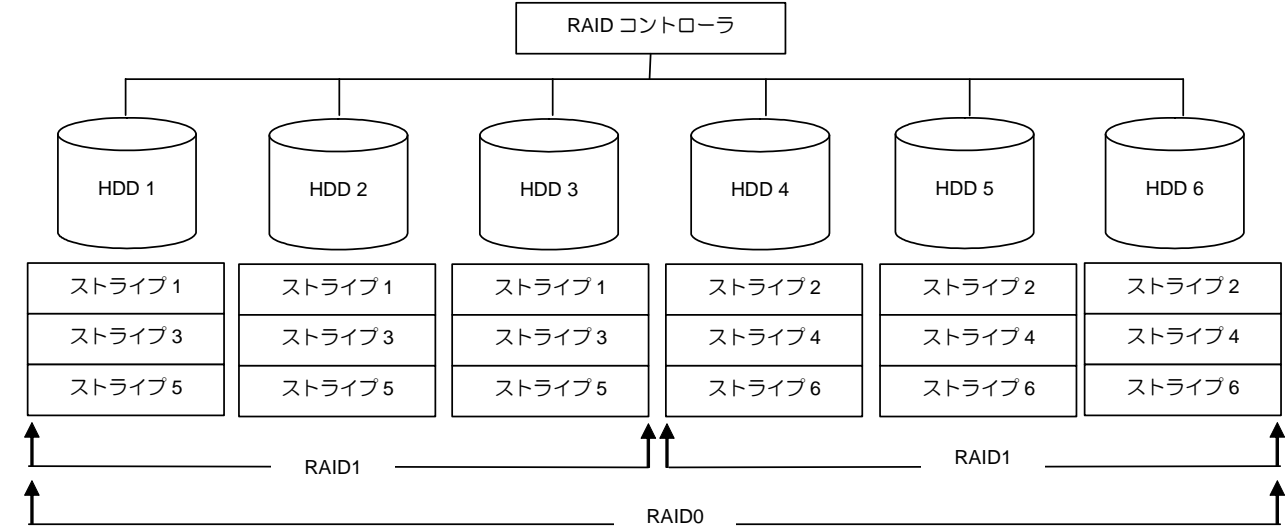 RAID コントローラ
HDD 1
HDD 2
HDD 3
HDD 4
HDD 5
HDD 6
ストライプ 1
ストライプ 1
ストライプ 1
ストライプ 2
ストライプ 2
ストライプ 2
ストライプ 3
ストライプ 3
ストライプ 3
ストライプ 4
ストライプ 4
ストライプ 4
ストライプ 5
ストライプ 5
ストライプ 5
ストライプ 6
ストライプ 6
ストライプ 6
RAID1
RAID1
RAID0